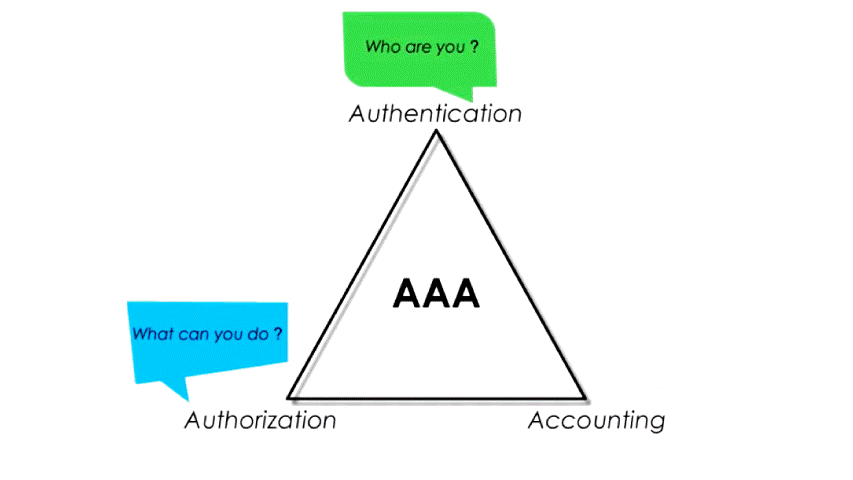 Who are you ?
Authentication
AAA
What can you do ?
Authorization
Accounting